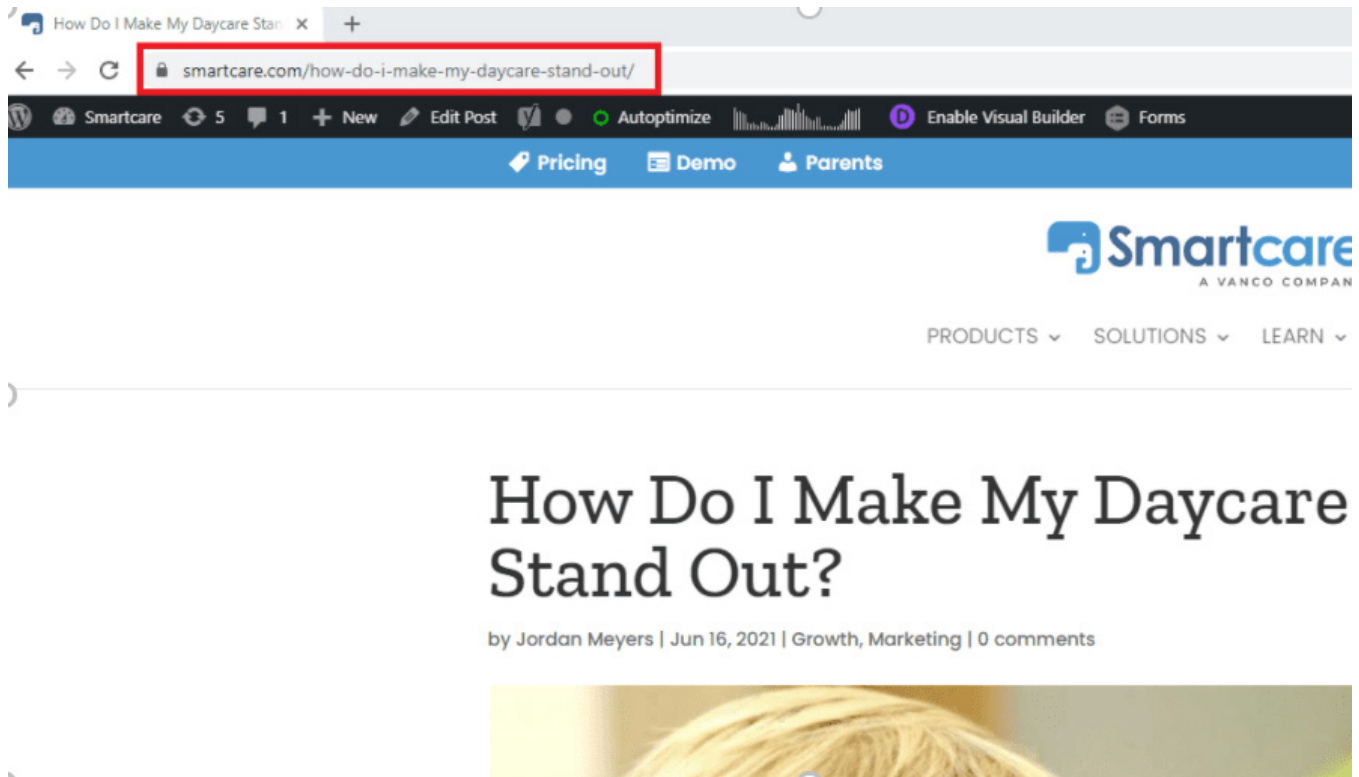 How Do I Make My Daycare Stan
smartcare.com/how-do-i-make-my-daycare-stand-out/
Smartcare 5 1 New Edit Post Autoptimize Enable Visual Builder Forms
Pricing Demo Parents
Smartcare
A VANCO COMPAN
PRODUCTS SOLUTIONS LEARN
How Do I Make My Daycare
Stand Out?
by Jordan Meyers | Jun 16, 2021 | Growth, Marketing | 0 comments